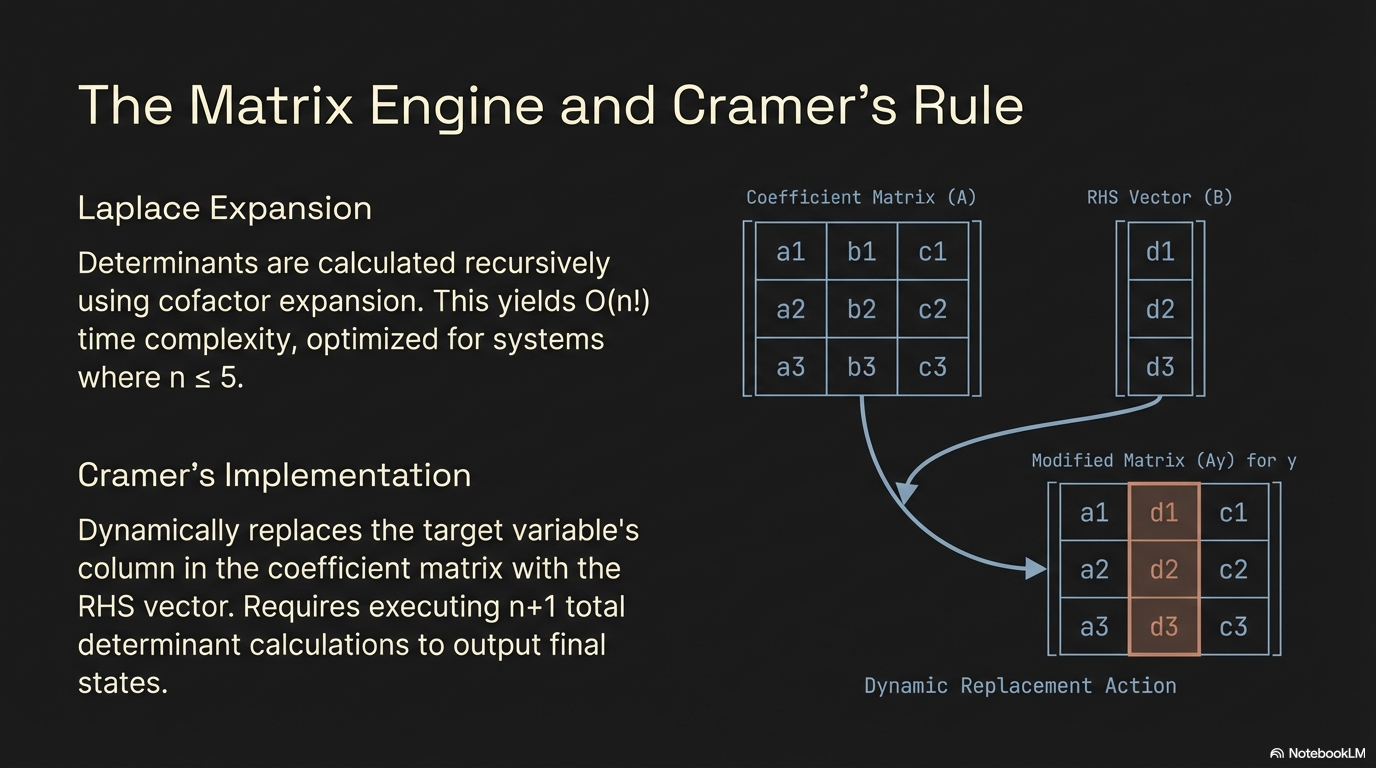 The Matrix Engine and Cramer's Rule
Laplace Expansion
Determinants are calculated recursively
using cofactor expansion. This yields O(n!)
time complexity, optimized for systems
where n ≤ 5.
Cramer's Implementation
Dynamically replaces the target variable's
column in the coefficient matrix with the
RHS vector. Requires executing n+1 total
determinant calculations to output final
states.
Coefficient Matrix (A)
a1 b1 c1
a2 b2 c2
a3 b3 c3
RHS Vector (B)
d1
d2
d3
Modified Matrix (Ay) for y
a1 d1 c1
a2 d2 c2
a3 d3 c3
Dynamic Replacement Action
NotebookLM